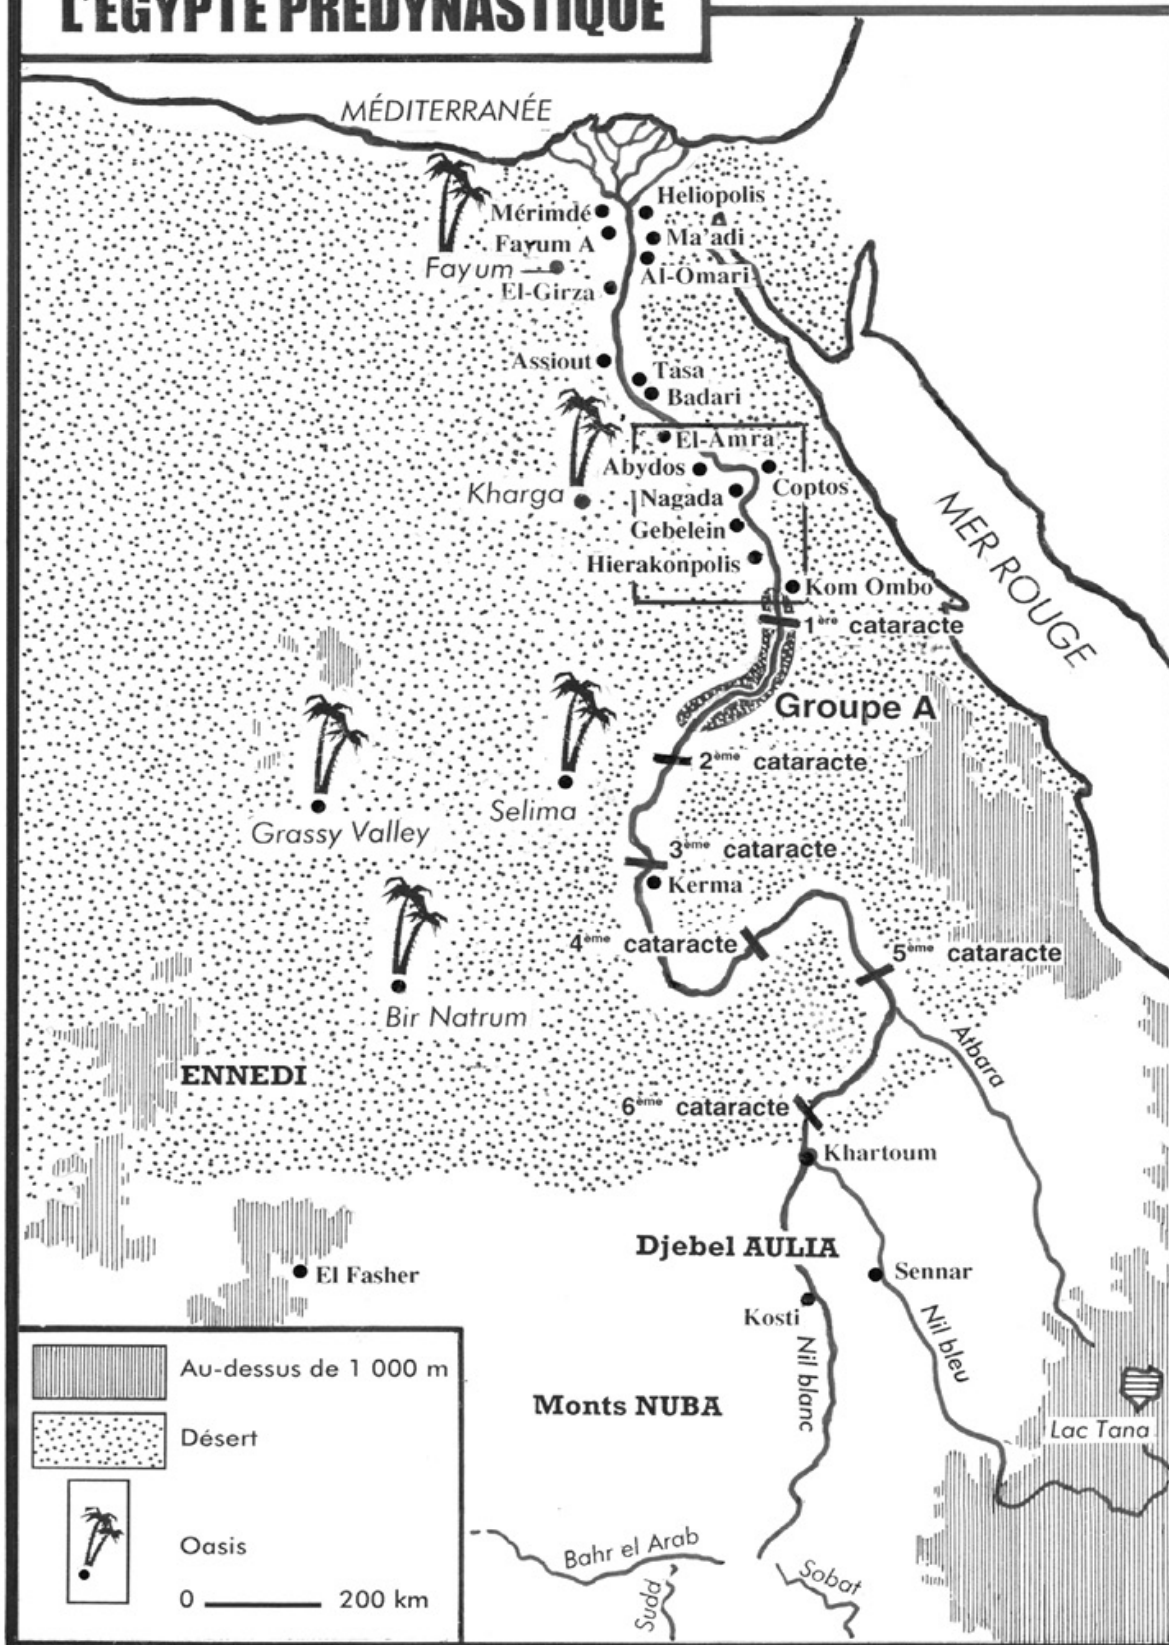 L'ÉGYPTE PRÉDYNASTIQUE
MÉDITERRANÉE
Heliopolis
Mérimdé
Fayum A
Ma'adi
Fayum
Al-Omari
El-Girza
Assiout
Tasa
Badari
El-Amra
Abydos
Coptos
Kharga
Nagada
Gebelein
Hierakonpolis
Kom Ombo
MER ROUGE
1ère cataracte
Groupe A
2ème cataracte
Selima
Grassy Valley
3ème cataracte
Kerma
4ème cataracte
5ème cataracte
Bir Natrum
Atbara
ENNEDI
6ème cataracte
Khartoum
Djebel AULIA
El Fasher
Sennar
Kosti
Nil bleu
Nil blanc
Monts NUBA
Lac Tana
Bahr el Arab
Sudd
Sobat
Au-dessus de 1 000 m
Désert
Oasis
0 200 km